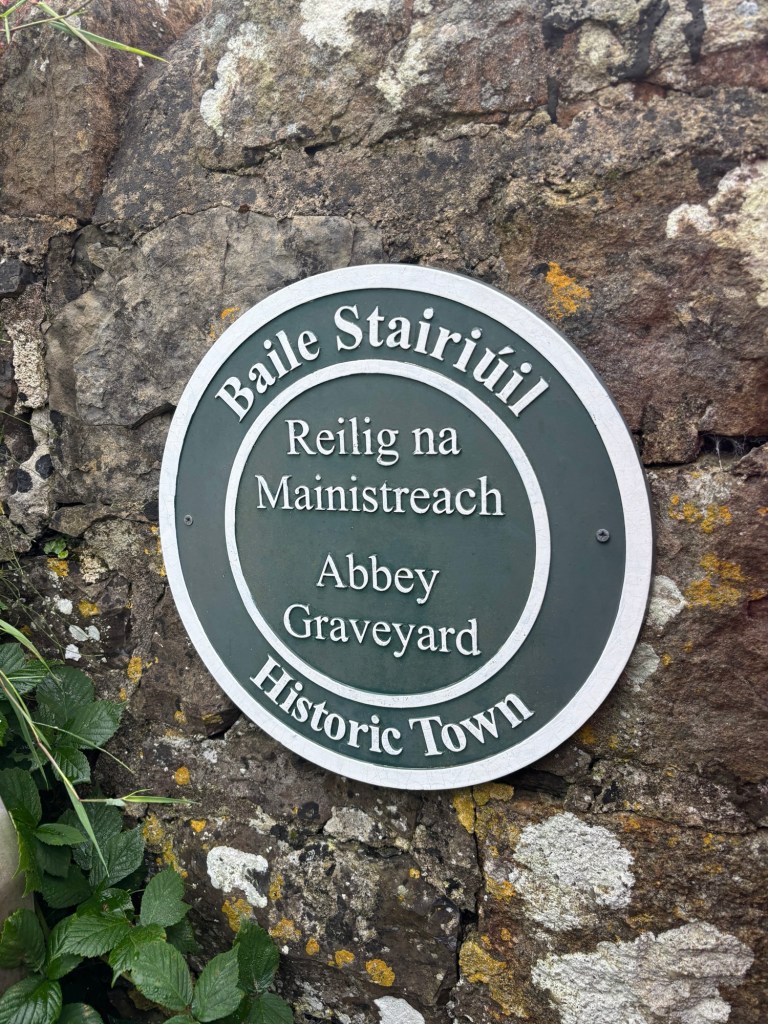 Baile Stairiúil
Reilig na
Mainistreach
Abbey
Graveyard
Historic Town